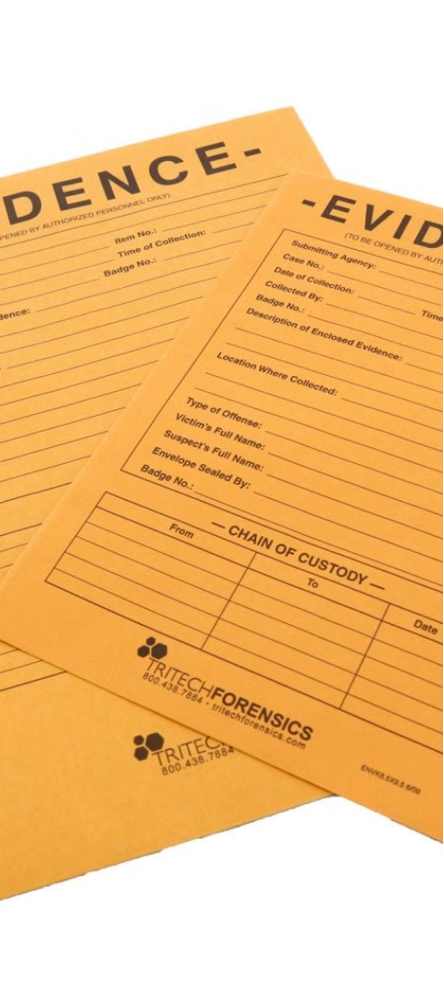 DENCE-
PENED BY AUTHORIZED PERSONNEL ONLY)
Item No.:
Time of Collection:
Badge No.:
dence:
TRITEC
800.438.7884
-EVID
(TO BE OPENED BY AUTH
Submitting Agency:
Case No.:
Date of Collection:
Collected By: Time
Badge No.:
Description of Enclosed Evidence:
Location Where Collected:
Type of Offense:
Victim's Full Name:
Suspect's Full Name:
Envelope Sealed By:
Badge No.:
— CHAIN OF CUSTODY —
From To Date
TRITECHFORENSICS
800.438.7884 • tritechforensics.com
ENVK6.5X9.5 6/09